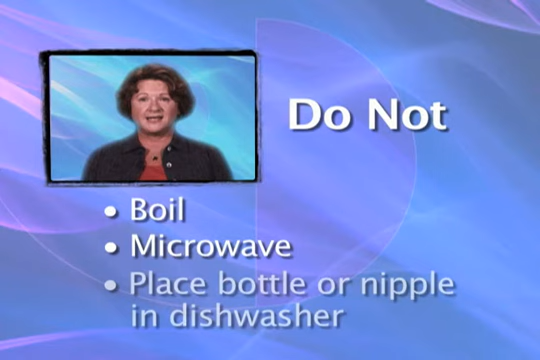 Do Not
• Boil
• Microwave
• Place bottle or nipple
in dishwasher